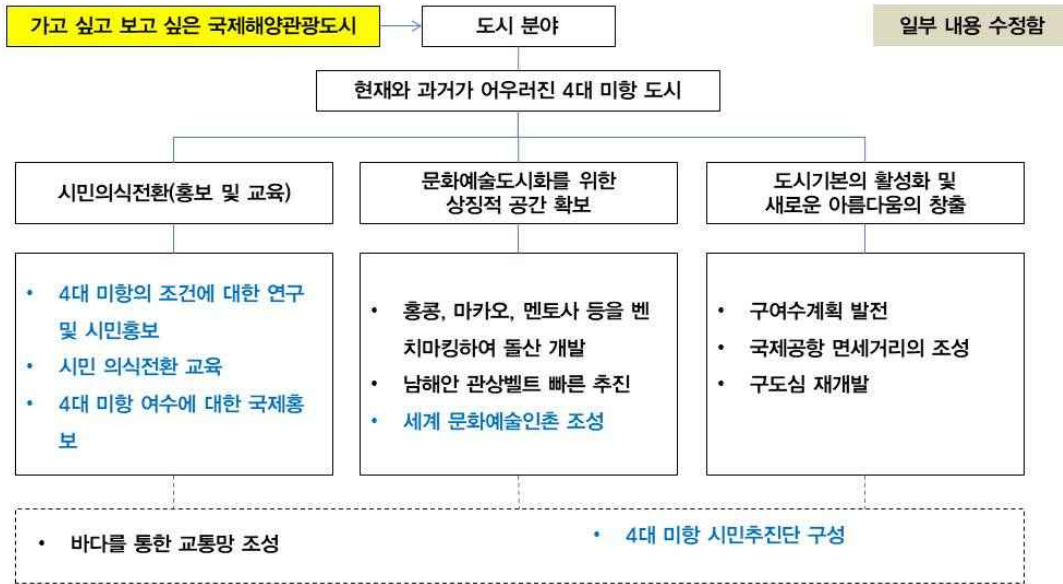 가고 싶고 보고 싶은 국제해양관광도시
도시 분야
일부 내용 수정함
현재와 과거가 어우러진 4대 미항 도시
시민의식전환(홍보 및 교육)
문화예술도시화를 위한
상징적 공간 확보
도시기본의 활성화 및
새로운 아름다움의 창출
• 4대 미항의 조건에 대한 연구
및 시민홍보
• 시민 의식전환 교육
• 4대 미항 여수에 대한 국제홍
보
• 홍콩, 마카오, 멘토사 등을 벤
치마킹하여 돌산 개발
• 남해안 관상벨트 빠른 추진
• 세계 문화예술인촌 조성
• 구여수계획 발전
• 국제공항 면세거리의 조성
• 구도심 재개발
• 바다를 통한 교통망 조성
• 4대 미항 시민추진단 구성